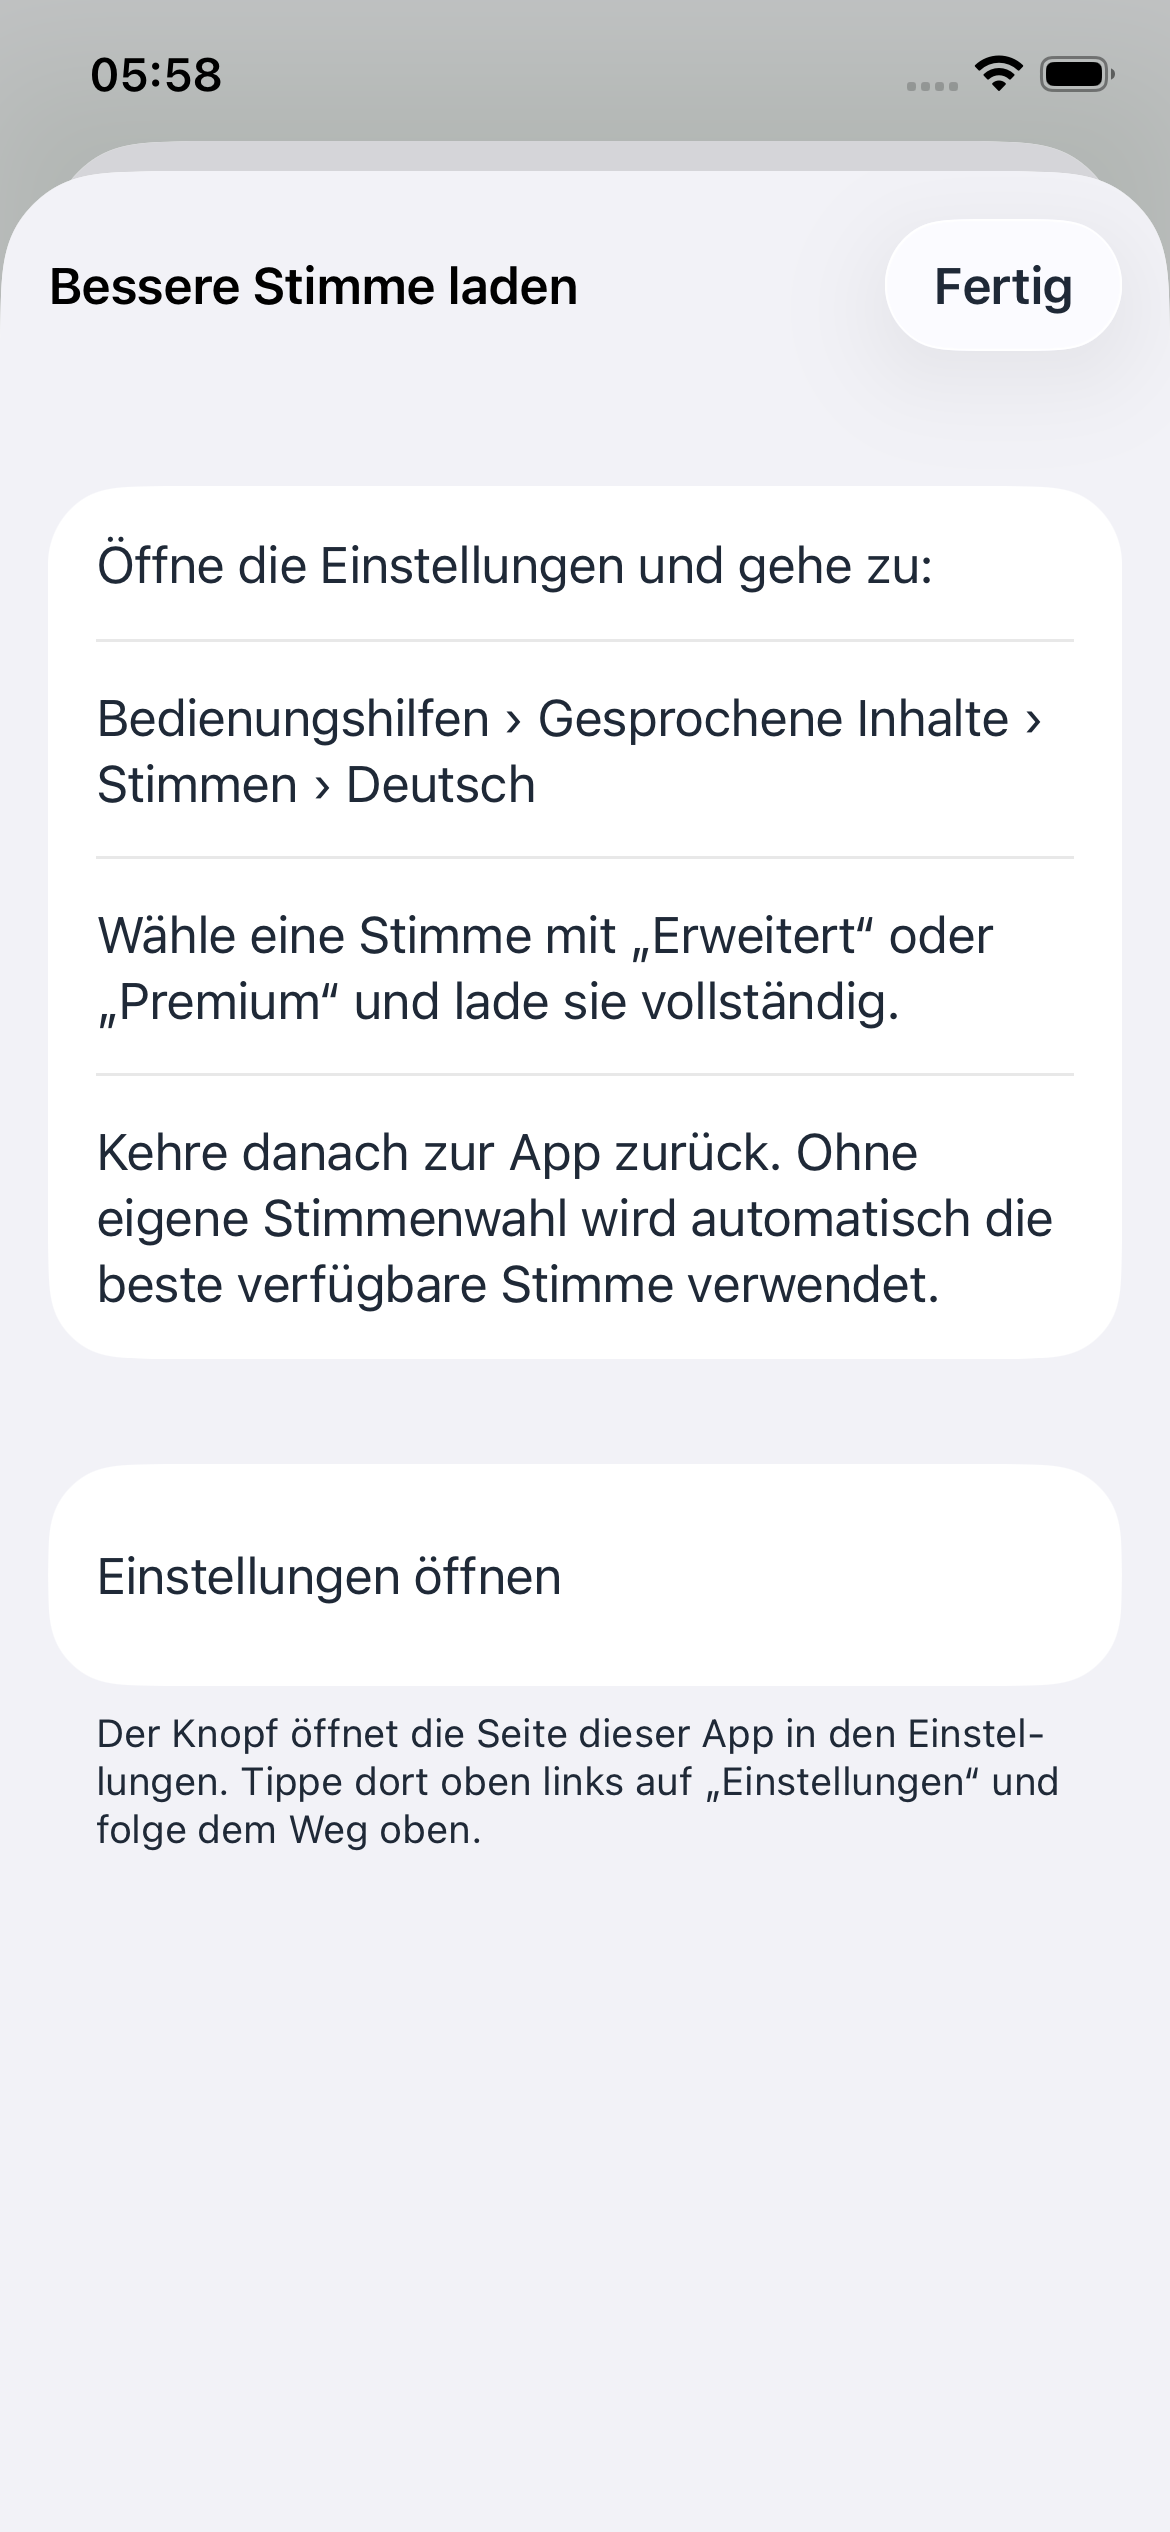 05:58
Bessere Stimme laden
Fertig
Öffne die Einstellungen und gehe zu:
Bedienungshilfen › Gesprochene Inhalte ›
Stimmen › Deutsch
Wähle eine Stimme mit „Erweitert“ oder
„Premium“ und lade sie vollständig.
Kehre danach zur App zurück. Ohne
eigene Stimmenwahl wird automatisch die
beste verfügbare Stimme verwendet.
Einstellungen öffnen
Der Knopf öffnet die Seite dieser App in den Einstel-
lungen. Tippe dort oben links auf „Einstellungen“ und
folge dem Weg oben.